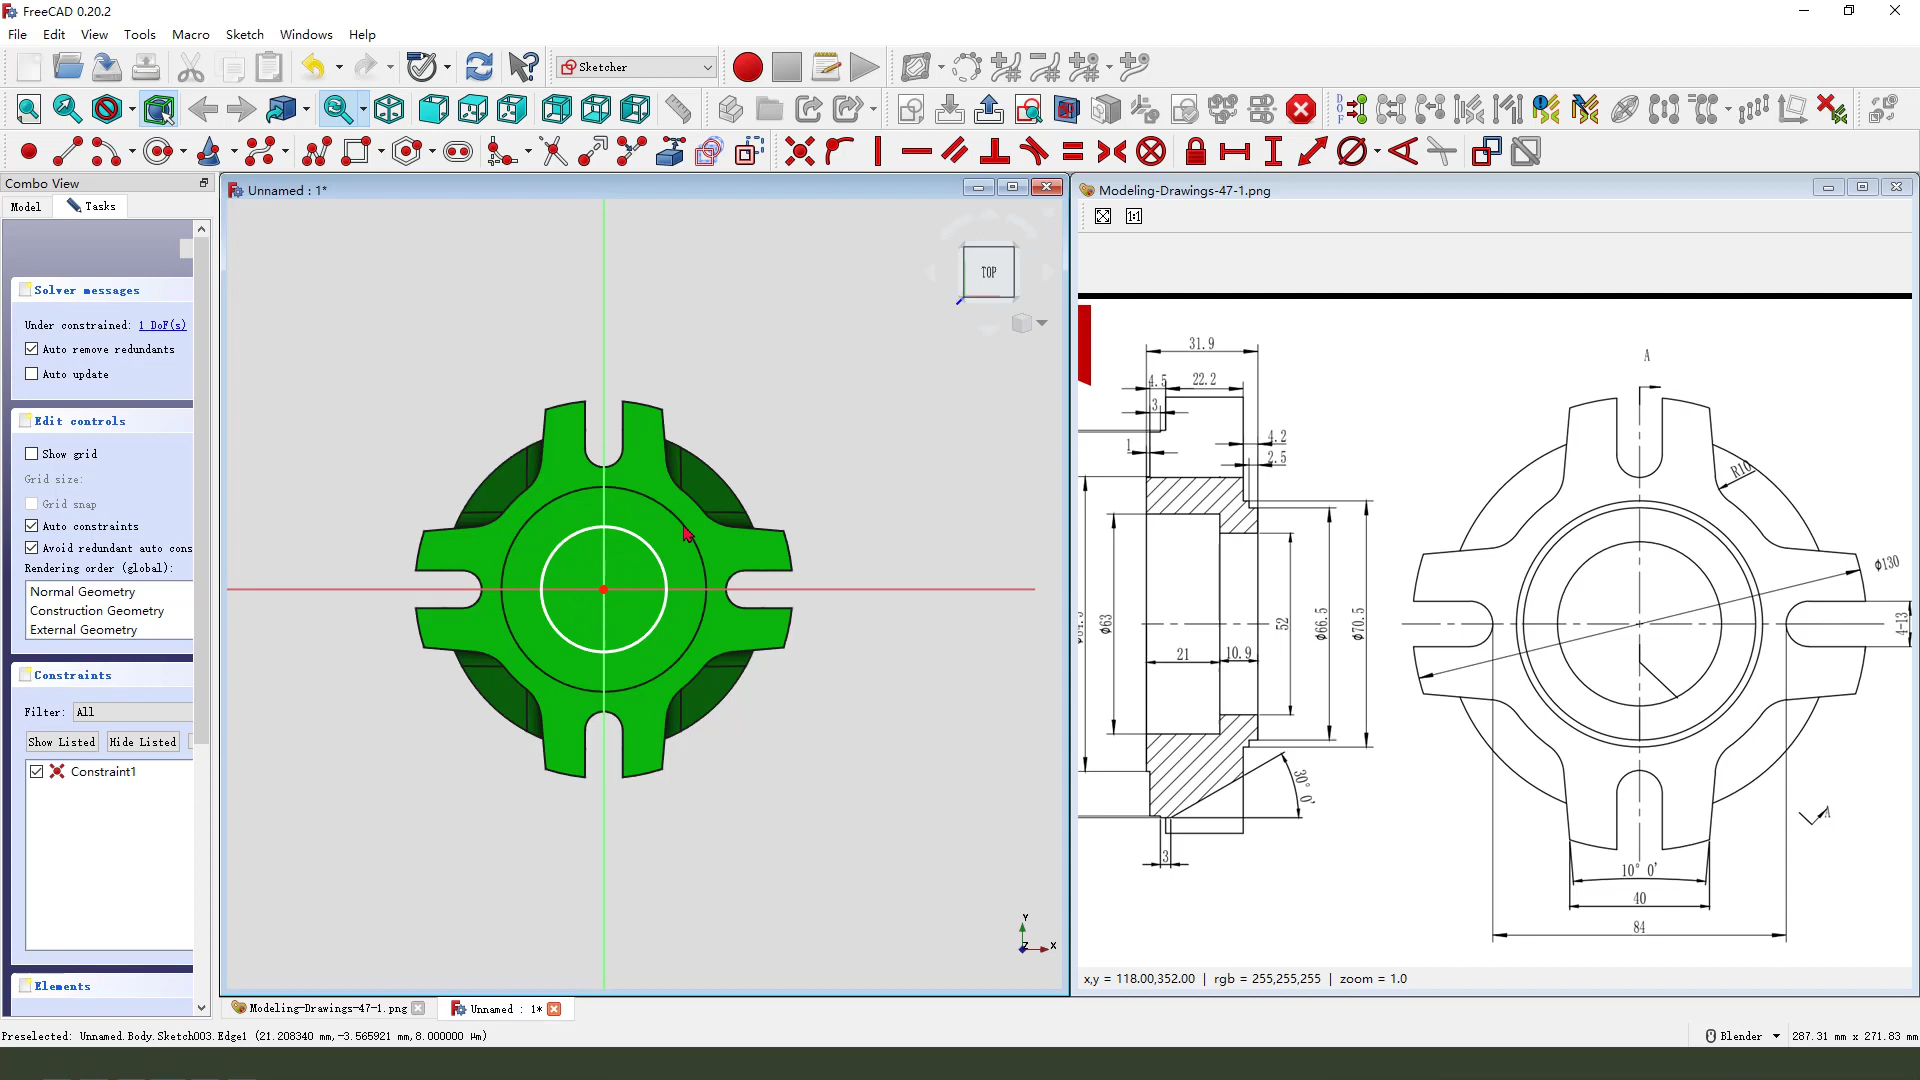 FreeCAD 0.20.2
File Edit View Tools Macro Sketch Windows Help
Sketcher
1:1
Combo View
Model Tasks
Unnamed : 1*
Modeling-Drawings-47-1.png
Solver messages
Under constrained: 1 DoF(s)
Auto remove redundants
Auto update
Edit controls
Show grid
Grid size:
Grid snap
Auto constraints
Avoid redundant auto cons
Rendering order (global):
Normal Geometry
Construction Geometry
External Geometry
Constraints
Filter: All
Show Listed Hide Listed
Constraint1
Elements
TOP
Y
Z
X
31.9
4.5 22.2
3
4.2
1
2.5
ϕ63
21
10.9
52
ϕ66.5
ϕ70.5
30° 0'
3
A
R10
ϕ130
4-13
A
10° 0'
40
84
x,y = 118.00,352.00 | rgb = 255,255,255 | zoom = 1.0
Modeling-Drawings-47-1.png Unnamed : 1*
Preselected: Unnamed.Body.Sketch003.Edge1 (21.208340 mm,-3.565921 mm,8.000000 µm)
Blender 287.31 mm x 271.83 mm